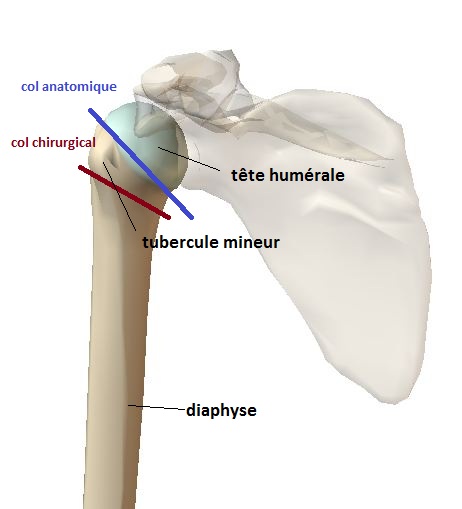 col anatomique
col chirurgical
tête humérale
tubercule mineur
diaphyse